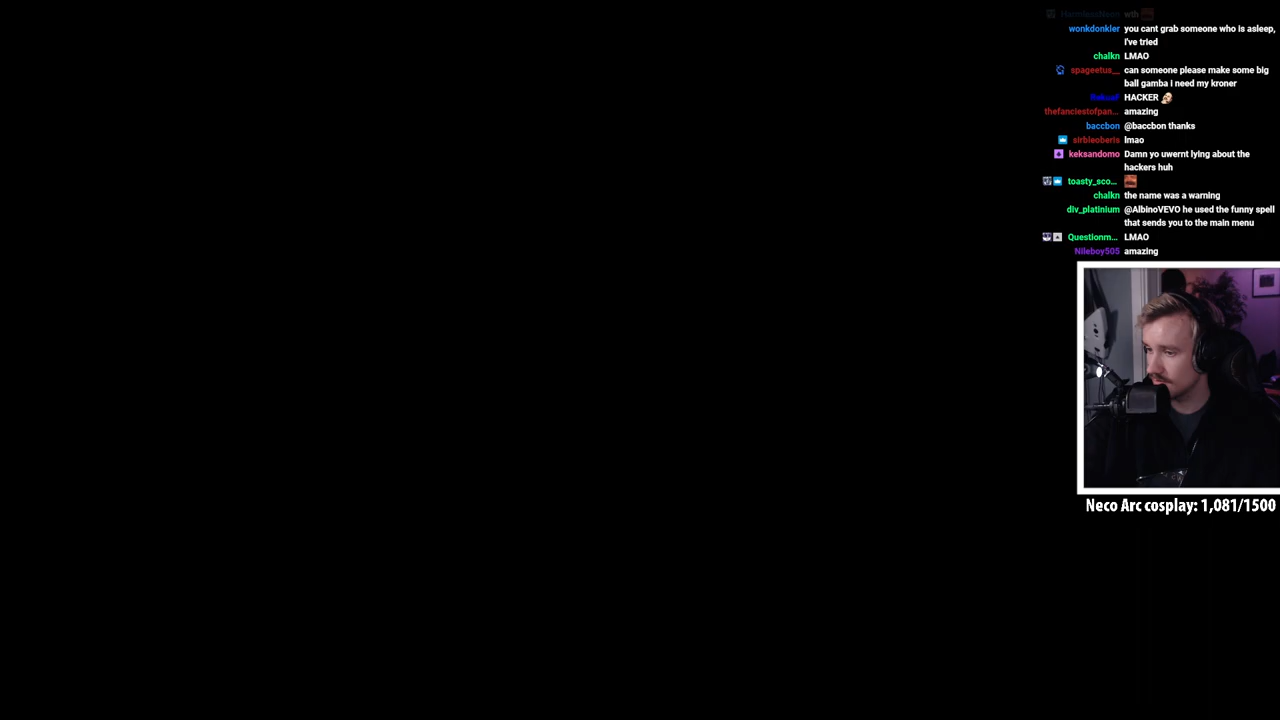 wth
wonkdonkler you cant grab someone who is asleep,
i've tried
chalkn LMAO
spageetus__ can someone please make some big
ball gamba i need my kroner
HACKER
thefanciestofpan... amazing
baccbon @baccbon thanks
sirbleoberis lmao
keksandomo Damn yo uwernt lying about the
hackers huh
toasty_sco...
chalkn the name was a warning
div_platinium @AlbinoVEVO he used the funny spell
that sends you to the main menu
Questionm... LMAO
Nileboy505 amazing
Neco Arc cosplay: 1,081/1500